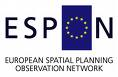 ESPON
EUROPEAN SPATIAL PLANNING
OBSERVATION NETWORK